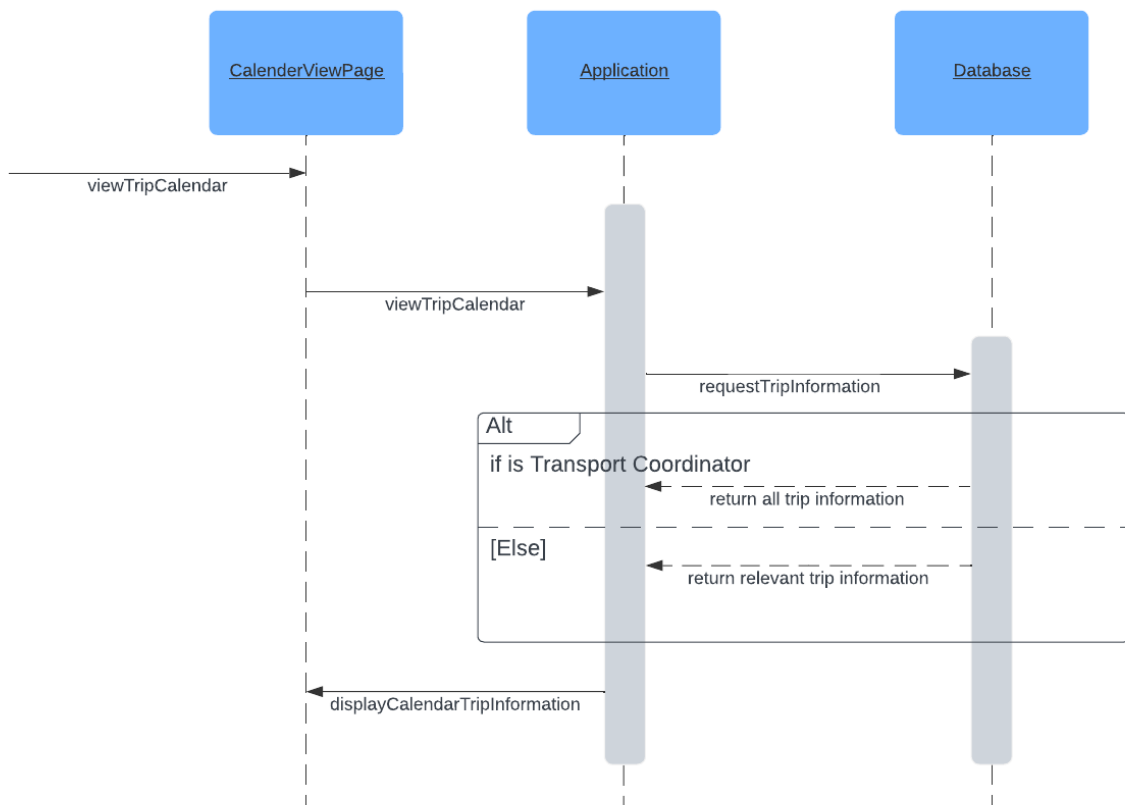 CalenderViewPage
Application
Database
viewTripCalendar
viewTripCalendar
requestTripInformation
Alt
if is Transport Coordinator
return all trip information
[Else]
return relevant trip information
displayCalendarTripInformation